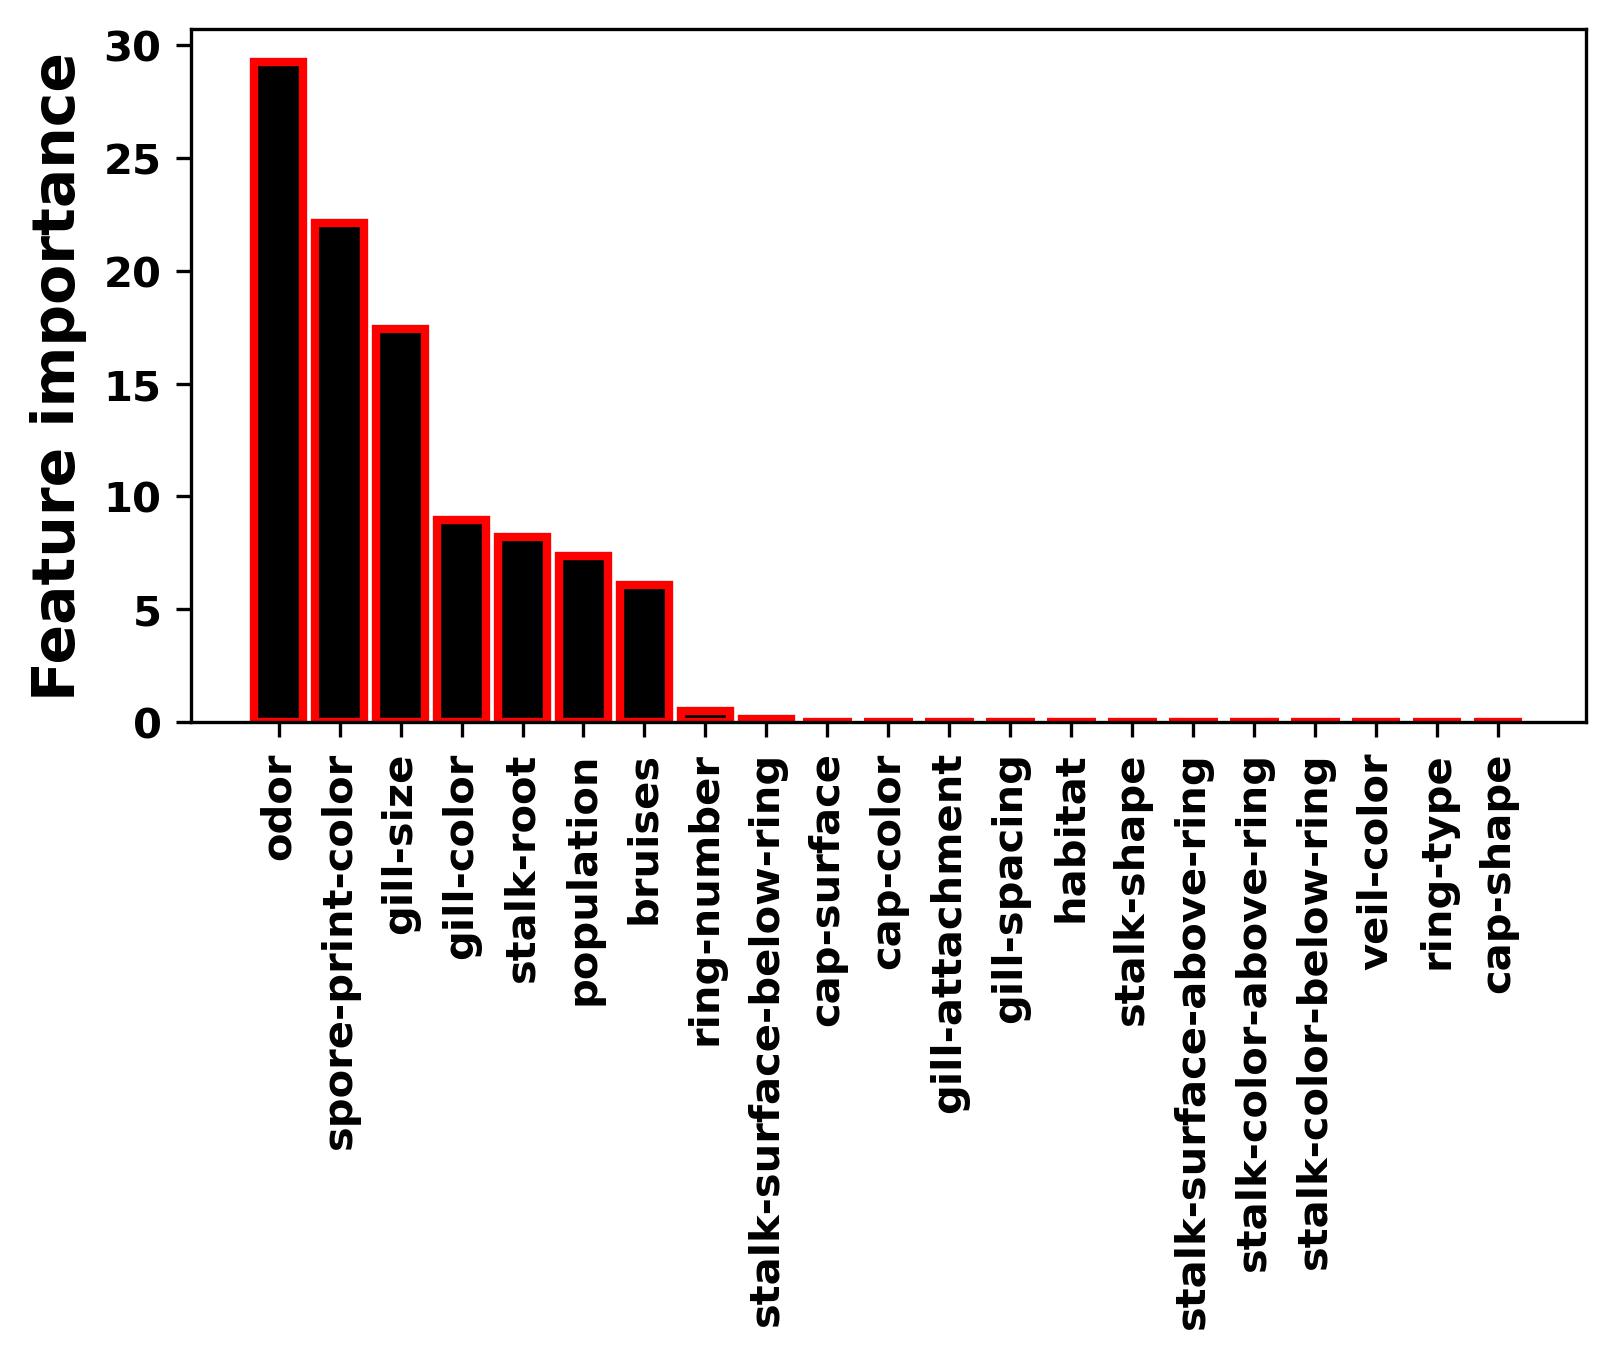 Feature importance
30
25
20
15
10
5
0
odor
spore-print-color
gill-size
gill-color
stalk-root
population
bruises
ring-number
stalk-surface-below-ring
cap-surface
cap-color
gill-attachment
gill-spacing
habitat
stalk-shape
stalk-surface-above-ring
stalk-color-above-ring
stalk-color-below-ring
veil-color
ring-type
cap-shape